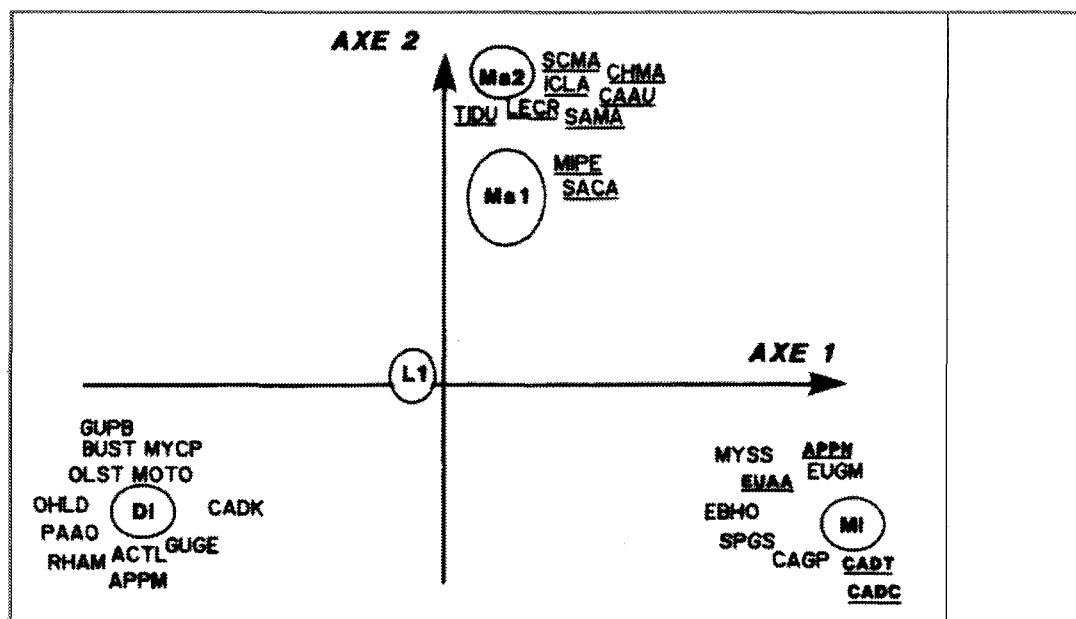 AXE 2
Ma2
SCMA
CHMA
ICLA
CAAU
TIDU
LECR
SAMA
Ma1
MIPE
SACA
AXE 1
L1
GUPB
BUST MYCP
OLST MOTO
OHLD
DI
CADK
PAAO
GUGE
RHAM ACTL
APPM
MYSS
APPN
EUGM
EUAA
EBHO
MI
SPGS
CAGP
CADT
CADC